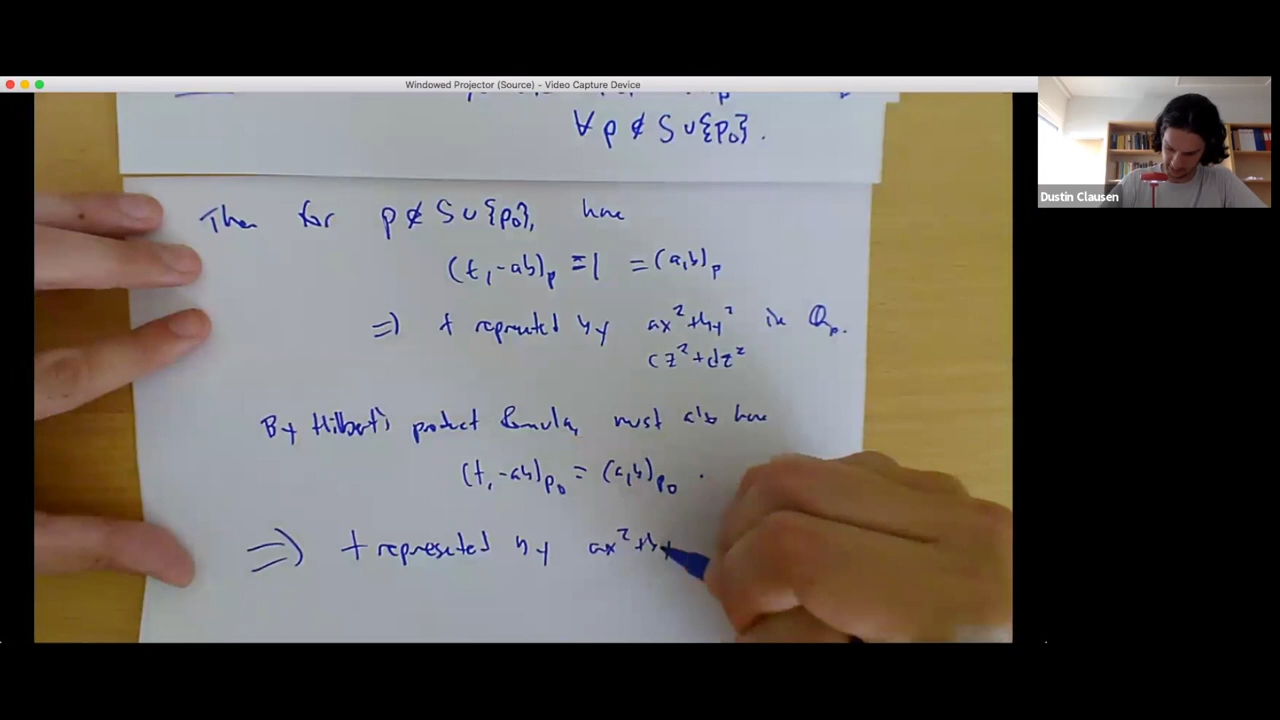 Windowed Projector (Source) - Video Capture Device
∀ p ∉ S ∪ {p₀}.
Then for p ∉ S ∪ {p₀}, have
(t, -ab)ₚ = 1 = (a,b)ₚ
⇒ t represented by ax² + by² in ℚₚ.
cz² + dz²
By Hilbert's product formula, must also have
(t, -ab)ₚ₀ = (a,b)ₚ₀.
⇒ t represented by ax² + by
Dustin Clausen